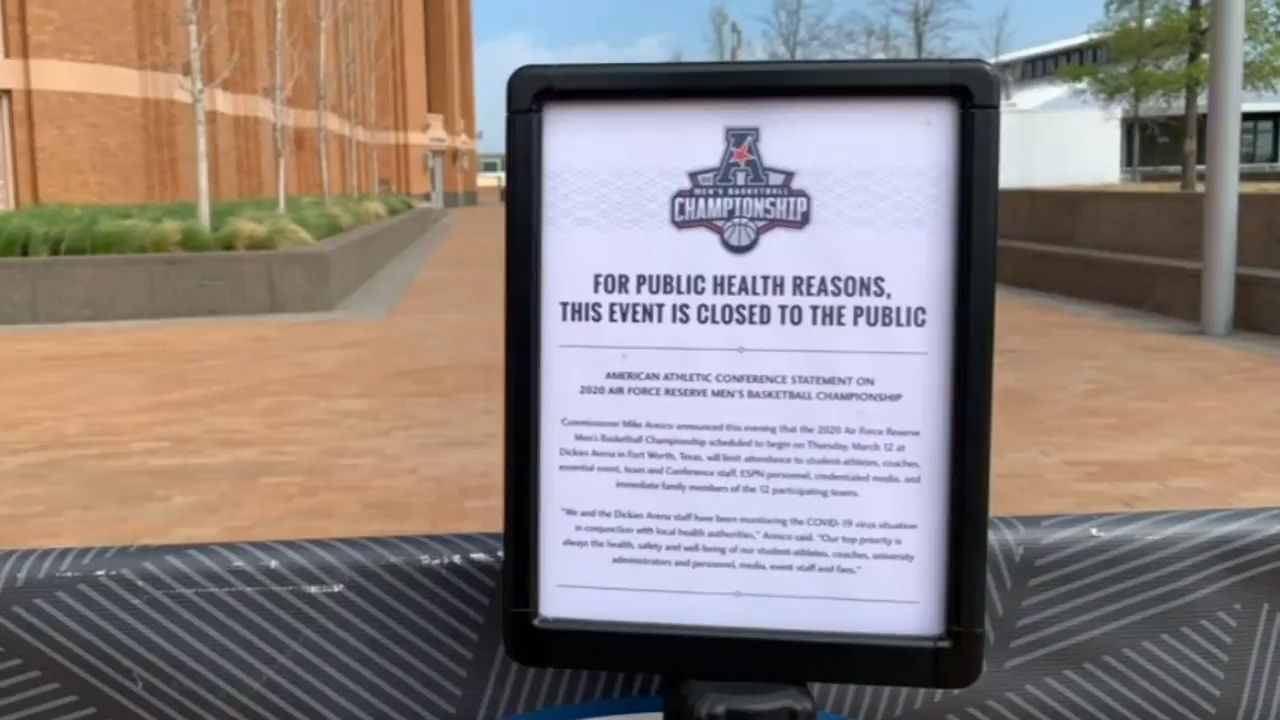 A
MEN'S BASKETBALL
CHAMPIONSHIP
FOR PUBLIC HEALTH REASONS,
THIS EVENT IS CLOSED TO THE PUBLIC
AMERICAN ATHLETIC CONFERENCE STATEMENT ON
2020 AIR FORCE RESERVE MEN'S BASKETBALL CHAMPIONSHIP
Commissioner Mike Aresco announced this evening that the 2020 Air Force Reserve
Men's Basketball Championship scheduled to begin on Thursday, March 12 at
Dickies Arena in Fort Worth, Texas, will limit attendance to student-athletes, coaches,
essential event, team and Conference staff, ESPN personnel, credentialed media, and
immediate family members of the 12 participating teams.
"We and the Dickies Arena staff have been monitoring the COVID-19 virus situation
in conjunction with local health authorities," Aresco said. "Our top priority is
always the health, safety and well-being of our student-athletes, coaches, university
administrators and personnel, media, event staff and fans."